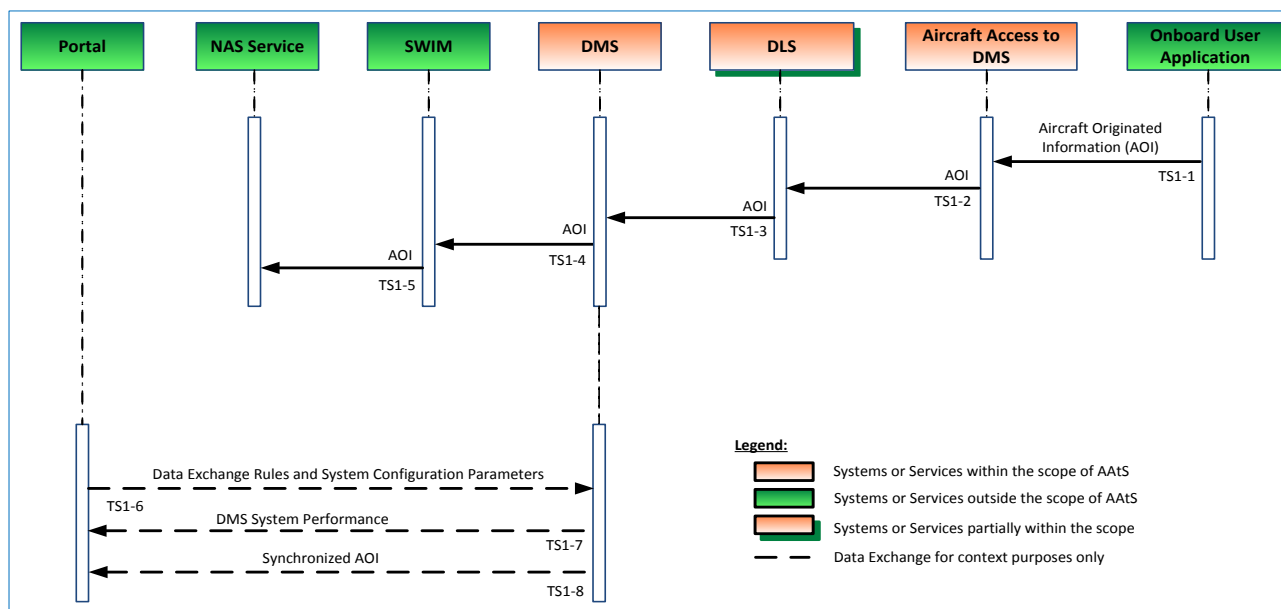 Portal
NAS Service
SWIM
DMS
DLS
Aircraft Access to
DMS
Onboard User
Application
Aircraft Originated
Information (AOI)
TS1-1
AOI
TS1-2
AOI
TS1-3
AOI
TS1-4
AOI
TS1-5
Data Exchange Rules and System Configuration Parameters
TS1-6
DMS System Performance
TS1-7
Synchronized AOI
TS1-8
Legend:
Systems or Services within the scope of AAtS
Systems or Services outside the scope of AAtS
Systems or Services partially within the scope
Data Exchange for context purposes only